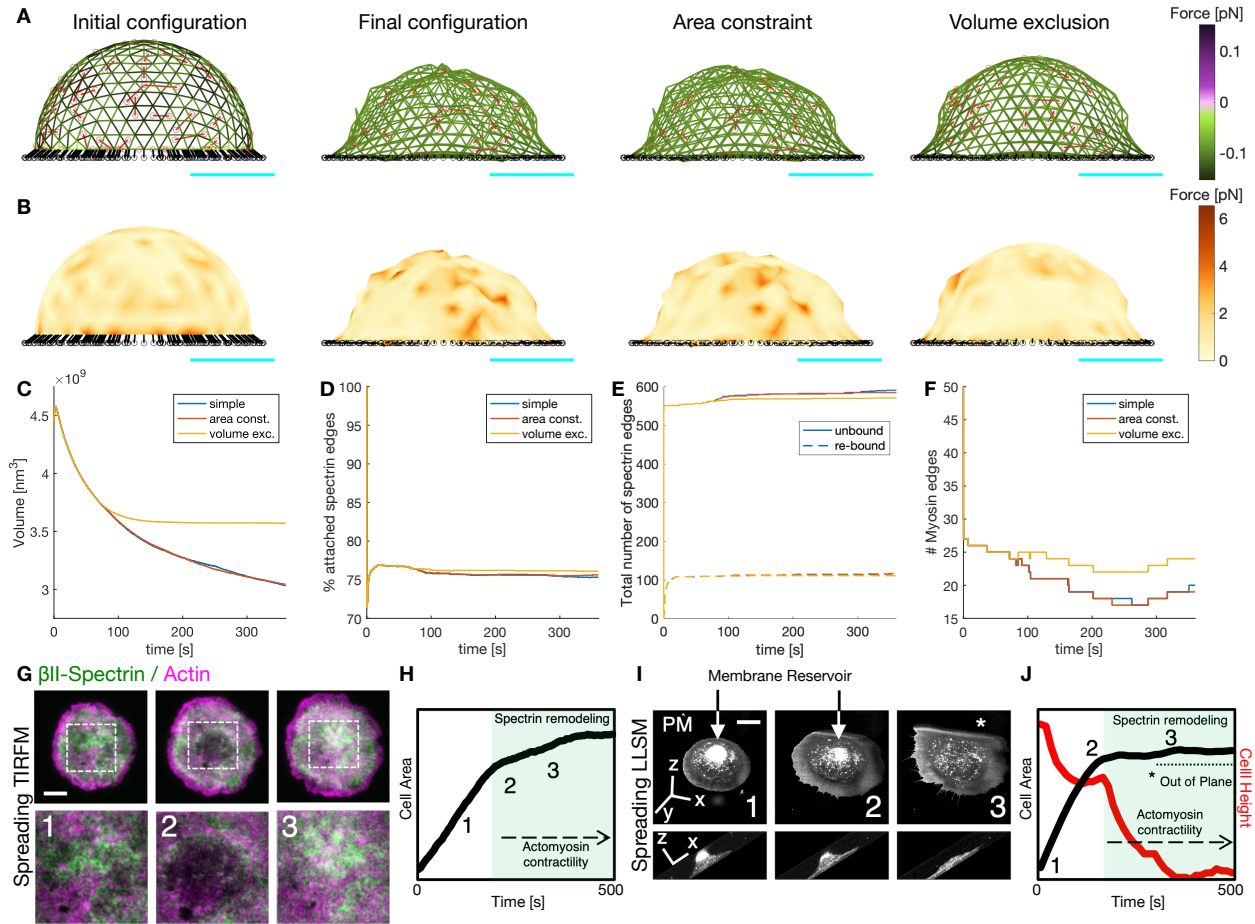 A
Initial configuration
Final configuration
Area constraint
Volume exclusion
Force [pN]
0.1
0
-0.1
B
Force [pN]
6
4
2
0
C
×10⁹
4.5
4
3.5
3
Volume [nm³]
simple
area const.
volume exc.
0 100 200 300
time [s]
D
100
95
90
85
80
75
70
% attached spectrin edges
simple
area const.
volume exc.
0 100 200 300
time [s]
E
600
500
400
300
200
100
0
Total number of spectrin edges
unbound
re-bound
0 100 200 300
time [s]
F
50
45
40
35
30
25
20
15
# Myosin edges
simple
area const.
volume exc.
0 100 200 300
time [s]
G
βII-Spectrin / Actin
Spreading TIRFM
1
2
3
H
Cell Area
Spectrin remodeling
1
2
3
Actomyosin
contractility
0 500
Time [s]
I
Membrane Reservoir
Spreading LLSM
PM
z
x
y
1
2
*
3
z
x
J
Cell Area
Spectrin remodeling
2
3
* Out of Plane
Actomyosin
contractility
1
Celll Height
0 500
Time [s]